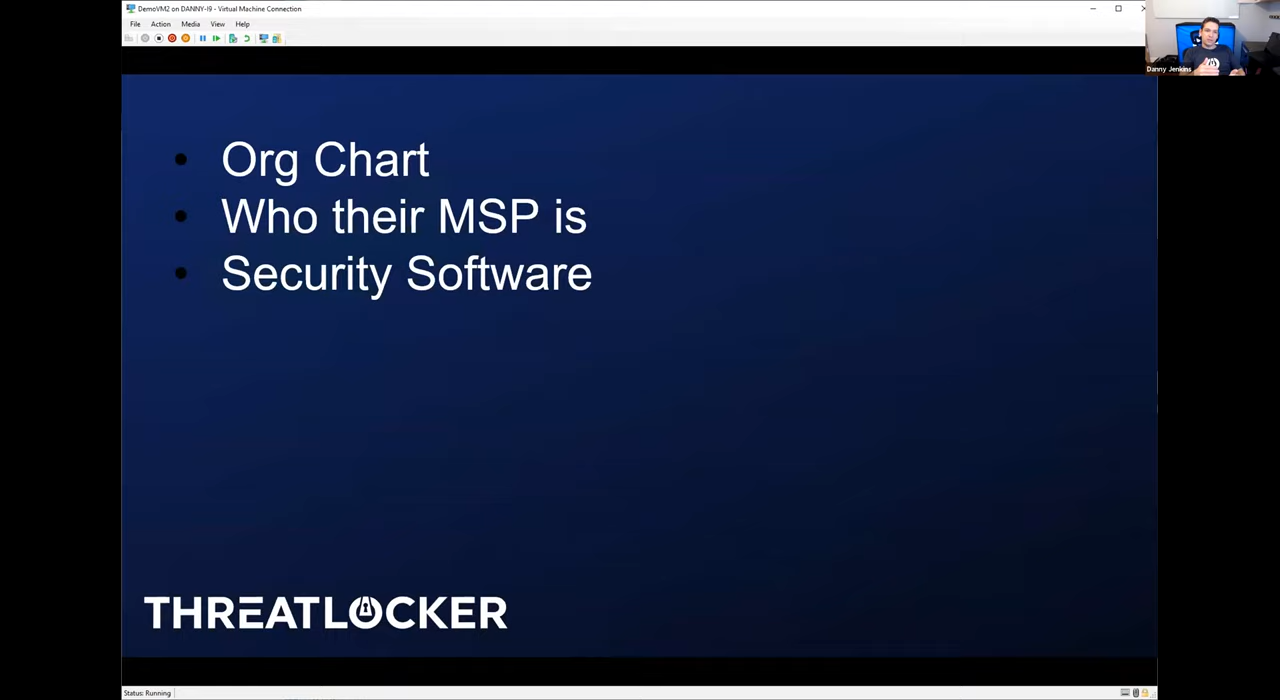 DemoVM2 on DANNY-I9 - Virtual Machine Connection
File Action Media View Help
Danny Jenkins
Org Chart
Who their MSP is
Security Software
THREATLOCKER
Status: Running